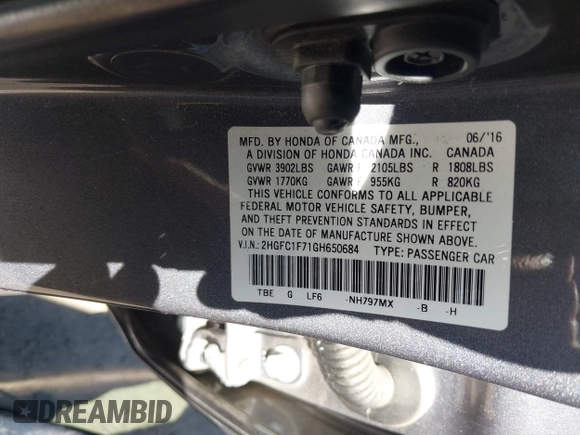 MFD. BY HONDA OF CANADA MFG., 06/'16
A DIVISION OF HONDA CANADA INC. CANADA
GVWR 3902LBS GAWR F 2105LBS R 1808LBS
GVWR 1770KG GAWR F 955KG R 820KG
THIS VEHICLE CONFORMS TO ALL APPLICABLE
FEDERAL MOTOR VEHICLE SAFETY, BUMPER,
AND THEFT PREVENTION STANDARDS IN EFFECT
ON THE DATE OF MANUFACTURE SHOWN ABOVE.
V.I.N.: 2HGFC1F71GH650684 TYPE: PASSENGER CAR
TBE G LF6 -NH797MX -B -H
DREAMBID